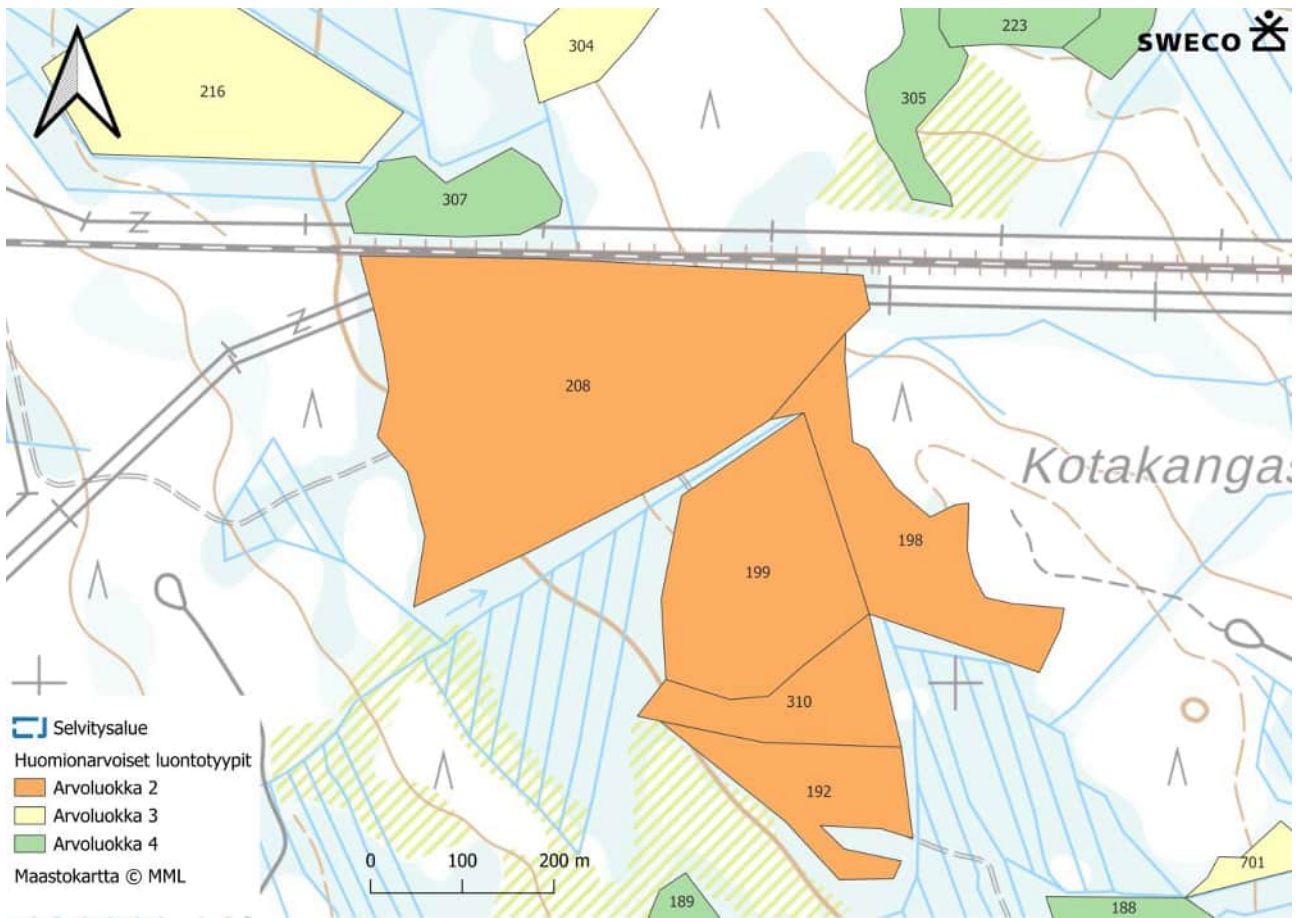 304
223
SWECO
216
305
307
Z
Z
208
Kotakangas
198
199
310
192
Selvitysalue
Huomionarvoiset luontotyypit
Arvoluokka 2
Arvoluokka 3
Arvoluokka 4
Maastokartta © MML
0 100 200 m
701
189
188